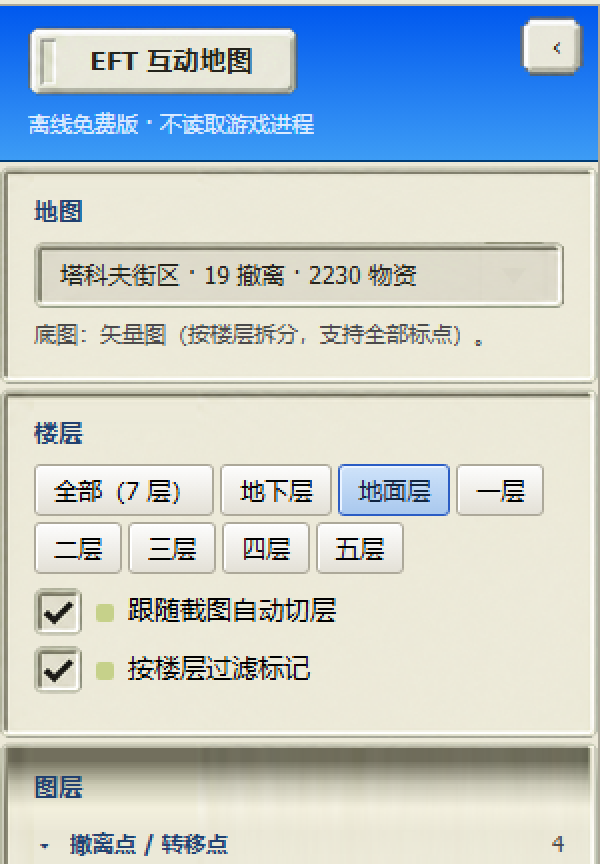 EFT 互动地图
‹
离线免费版 · 不读取游戏进程
地图
塔科夫街区 · 19 撤离 · 2230 物资
底图：矢量图（按楼层拆分，支持全部标点）。
楼层
全部（7 层） 地下层 地面层 一层
二层 三层 四层 五层
跟随截图自动切层
按楼层过滤标记
图层
撤离点 / 转移点 4